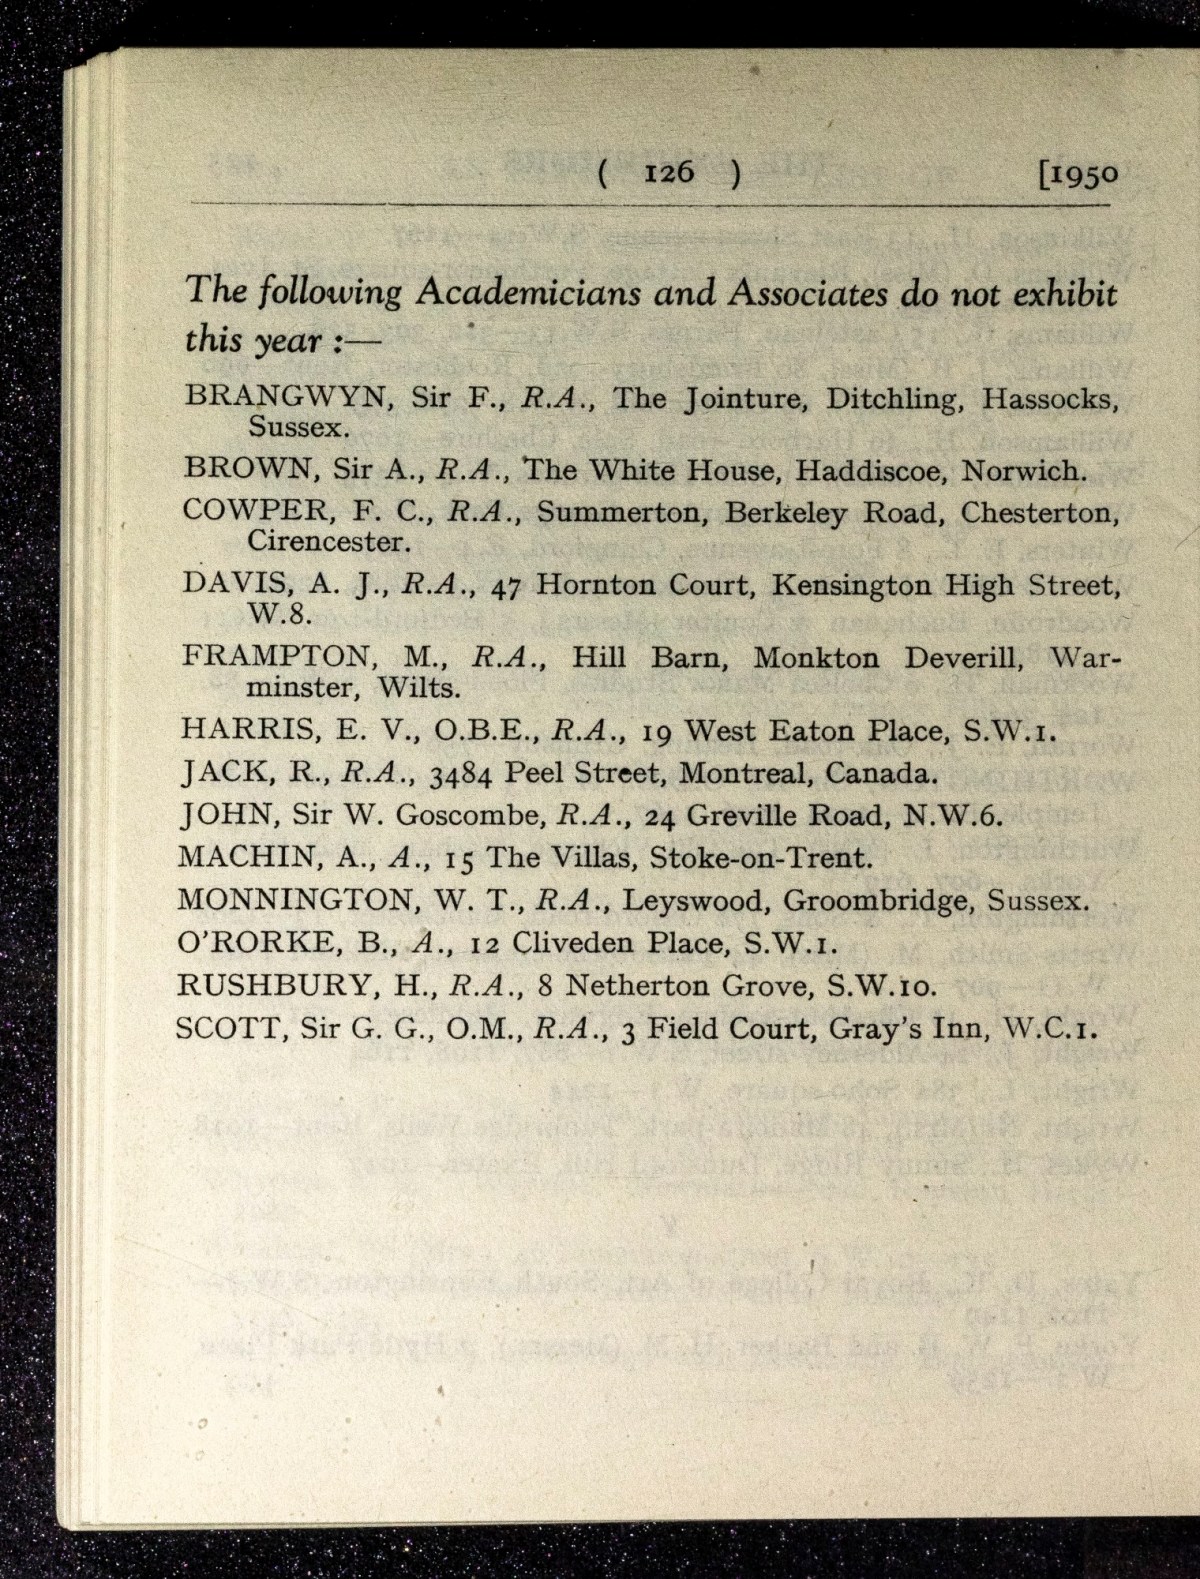 ( 126 ) [1950
The following Academicians and Associates do not exhibit
this year :—
BRANGWYN, Sir F., R.A., The Jointure, Ditchling, Hassocks,
Sussex.
BROWN, Sir A., R.A., The White House, Haddiscoe, Norwich.
COWPER, F. C., R.A., Summerton, Berkeley Road, Chesterton,
Cirencester.
DAVIS, A. J., R.A., 47 Hornton Court, Kensington High Street,
W.8.
FRAMPTON, M., R.A., Hill Barn, Monkton Deverill, War-
minster, Wilts.
HARRIS, E. V., O.B.E., R.A., 19 West Eaton Place, S.W.1.
JACK, R., R.A., 3484 Peel Street, Montreal, Canada.
JOHN, Sir W. Goscombe, R.A., 24 Greville Road, N.W.6.
MACHIN, A., A., 15 The Villas, Stoke-on-Trent.
MONNINGTON, W. T., R.A., Leyswood, Groombridge, Sussex.
O'RORKE, B., A., 12 Cliveden Place, S.W.1.
RUSHBURY, H., R.A., 8 Netherton Grove, S.W.10.
SCOTT, Sir G. G., O.M., R.A., 3 Field Court, Gray's Inn, W.C.1.